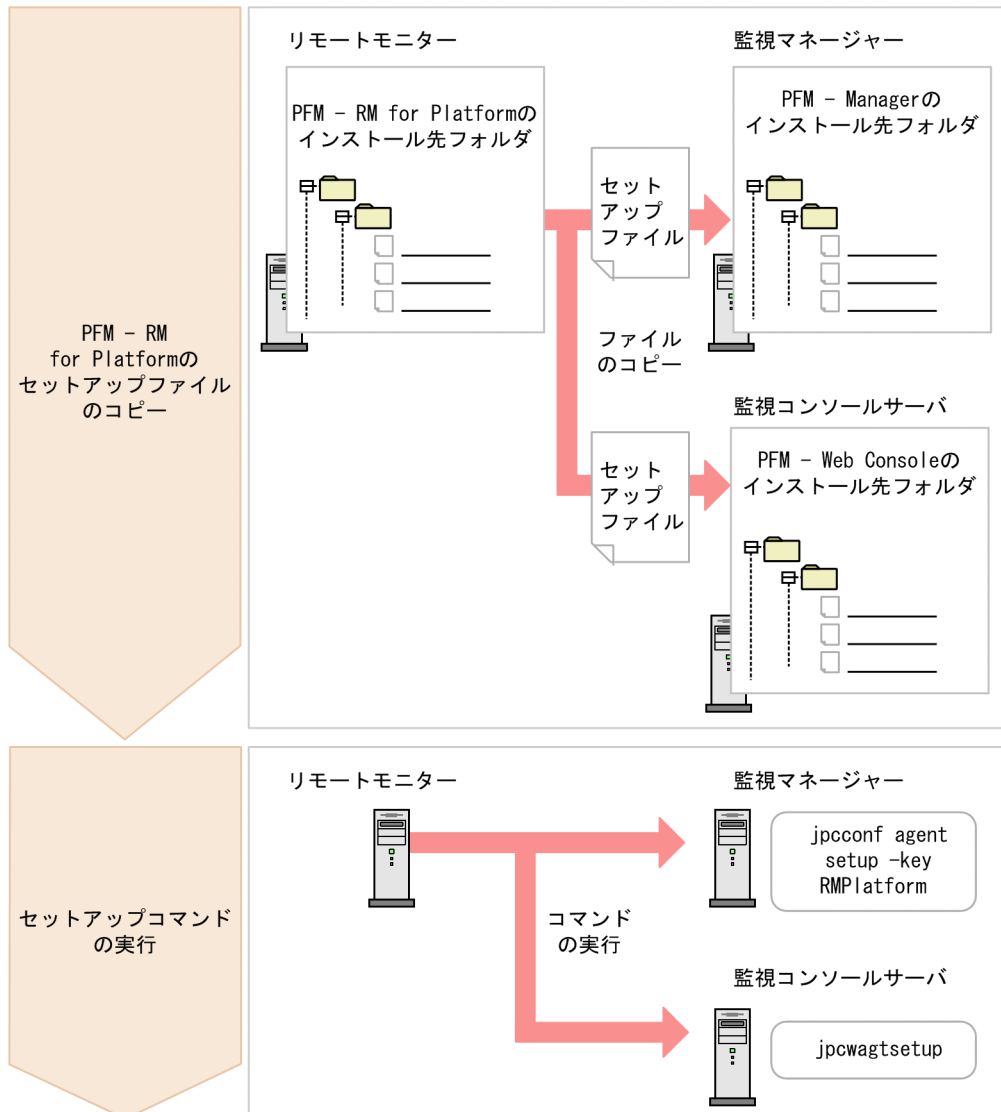 リモートモニター
監視マネージャー
PFM - RM for Platformの
インストール先フォルダ
PFM - Managerの
インストール先フォルダ
セット
アップ
ファイル
PFM - RM
for Platformの
セットアップファイル
のコピー
ファイル
のコピー
監視コンソールサーバ
セット
アップ
ファイル
PFM - Web Consoleの
インストール先フォルダ
リモートモニター
監視マネージャー
jpcconf agent
setup -key
RMPlatform
セットアップコマンド
の実行
コマンド
の実行
監視コンソールサーバ
jpcwagtsetup